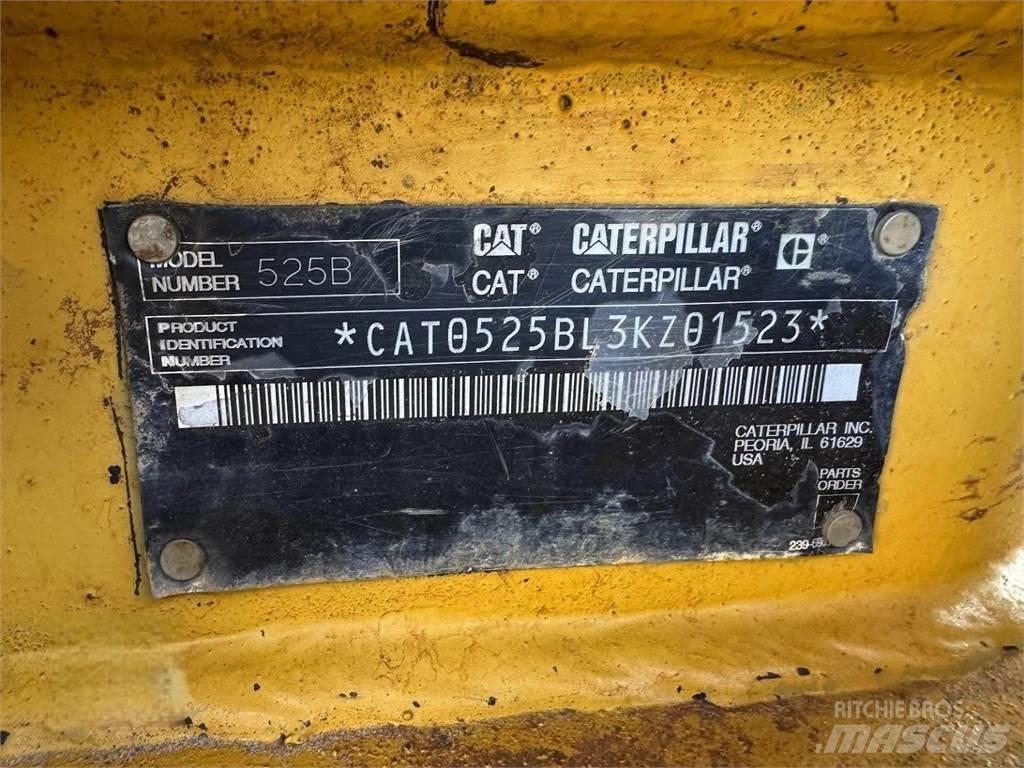 MODEL
NUMBER 525B
CAT® CATERPILLAR®
CAT® CATERPILLAR®
PRODUCT
IDENTIFICATION
NUMBER
*CAT0525BL3KZ01523*
CATERPILLAR INC.
PEORIA, IL 61629
USA
PARTS
ORDER
RITCHIE BROS.
MASCUS